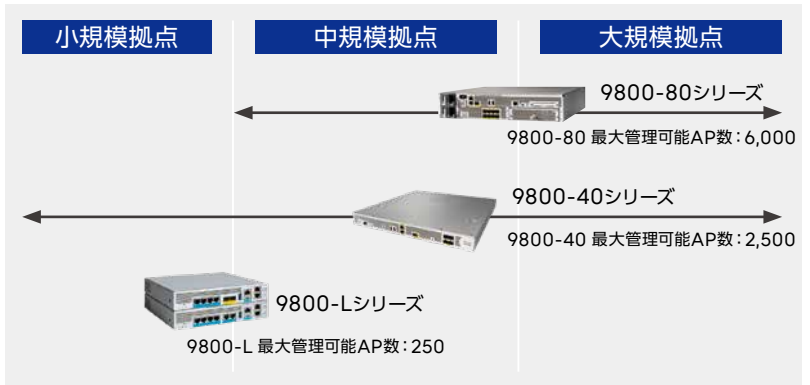 小規模拠点
中規模拠点
大規模拠点
9800-80シリーズ
9800-80 最大管理可能AP数：6,000
9800-40シリーズ
9800-40 最大管理可能AP数：2,500
9800-Lシリーズ
9800-L 最大管理可能AP数：250